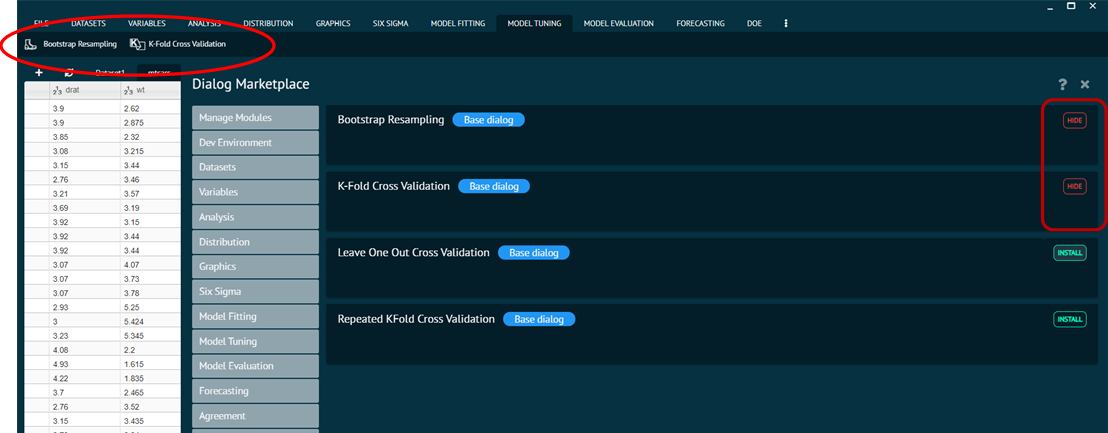 FILE DATASETS VARIABLES ANALYSIS DISTRIBUTION GRAPHICS SIX SIGMA MODEL FITTING MODEL TUNING MODEL EVALUATION FORECASTING DOE
Bootstrap Resampling K-Fold Cross Validation
+ Dataset1 mtcars
drat wt
3.9 2.62
3.9 2.875
3.85 2.32
3.08 3.215
3.15 3.44
2.76 3.46
3.21 3.57
3.69 3.19
3.92 3.15
3.92 3.44
3.92 3.44
3.07 4.07
3.07 3.73
3.07 3.78
2.93 5.25
3 5.424
3.23 5.345
4.08 2.2
4.93 1.615
4.22 1.835
3.7 2.465
2.76 3.52
3.15 3.435
Dialog Marketplace ?
Manage Modules
Dev Environment
Datasets
Variables
Analysis
Distribution
Graphics
Six Sigma
Model Fitting
Model Tuning
Model Evaluation
Forecasting
Agreement
Bootstrap Resampling Base dialog HIDE
K-Fold Cross Validation Base dialog HIDE
Leave One Out Cross Validation Base dialog INSTALL
Repeated KFold Cross Validation Base dialog INSTALL